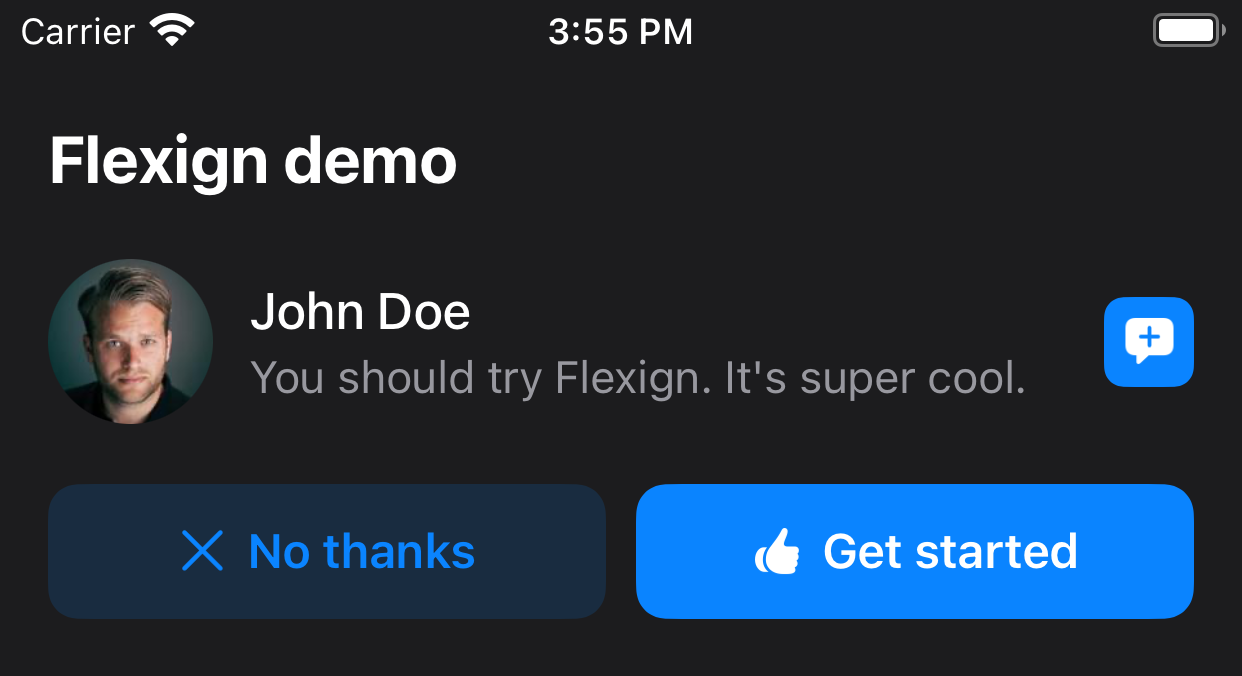 Carrier 3:55 PM
Flexign demo
John Doe
You should try Flexign. It's super cool.
No thanks Get started